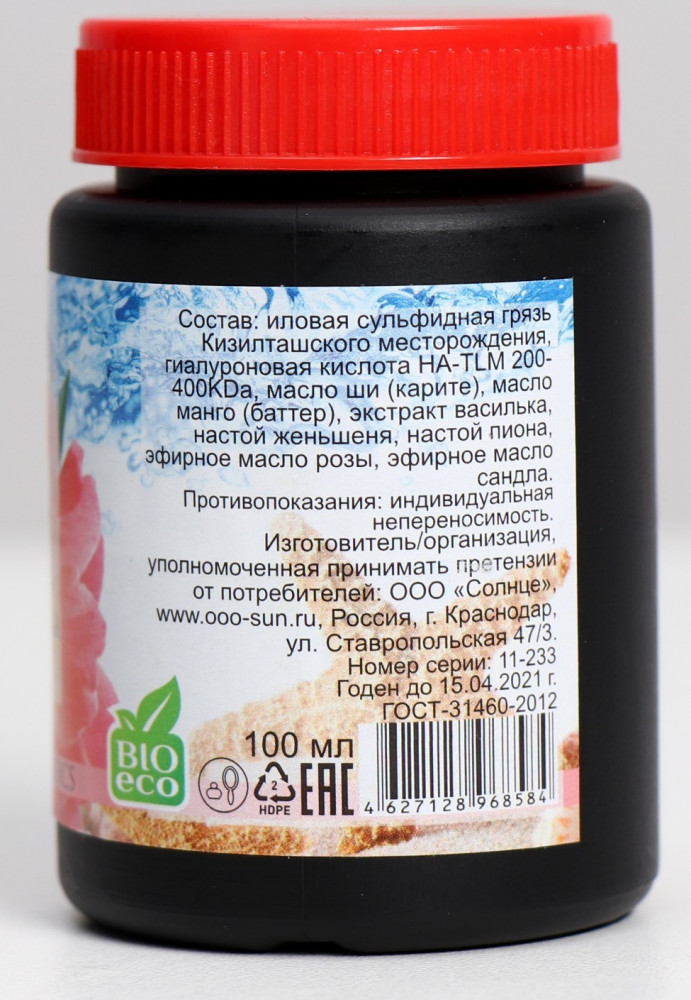 Состав: иловая сульфидная грязь
Кизилташского месторождения,
гиалуроновая кислота HA-TLM 200-
400KDa, масло ши (карите), масло
манго (баттер), экстракт василька,
настой женьшеня, настой пиона,
эфирное масло розы, эфирное масло
сандла.
Противопоказания: индивидуальная
непереносимость.
Изготовитель/организация,
уполномоченная принимать претензии
от потребителей: ООО «Солнце»,
www.ooo-sun.ru, Россия, г. Краснодар,
ул. Ставропольская 47/3.
Номер серии: 11-233
Годен до 15.04.2021 г.
ГОСТ-31460-2012
100 мл
BIO
eco
2
HDPE
EAC
4 627128 968584